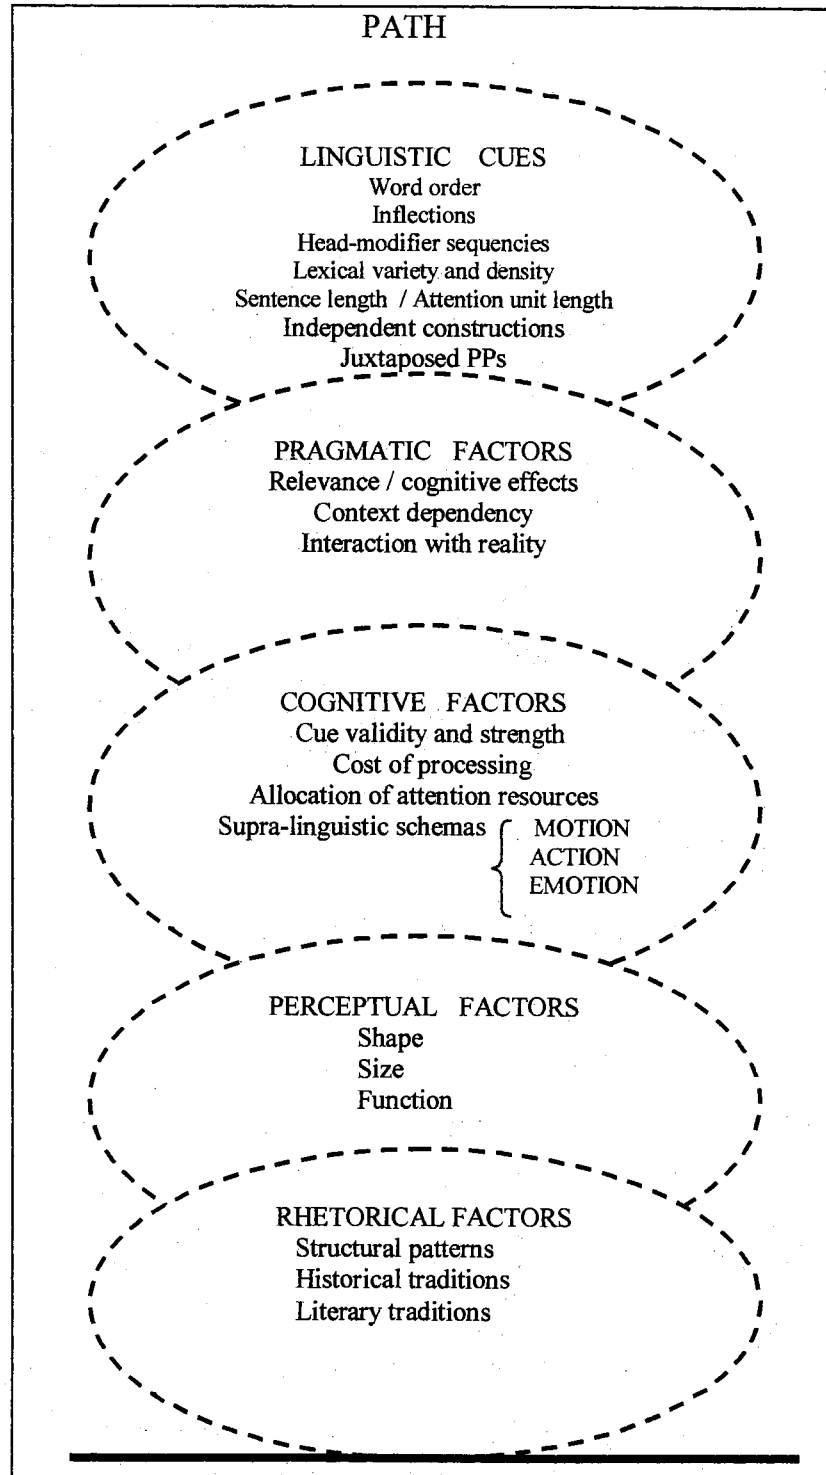 PATH
LINGUISTIC CUES
Word order
Inflections
Head-modifier sequencies
Lexical variety and density
Sentence length / Attention unit length
Independent constructions
Juxtaposed PPs
PRAGMATIC FACTORS
Relevance / cognitive effects
Context dependency
Interaction with reality
COGNITIVE FACTORS
Cue validity and strength
Cost of processing
Allocation of attention resources
Supra-linguistic schemas { MOTION
ACTION
EMOTION
PERCEPTUAL FACTORS
Shape
Size
Function
RHETORICAL FACTORS
Structural patterns
Historical traditions
Literary traditions